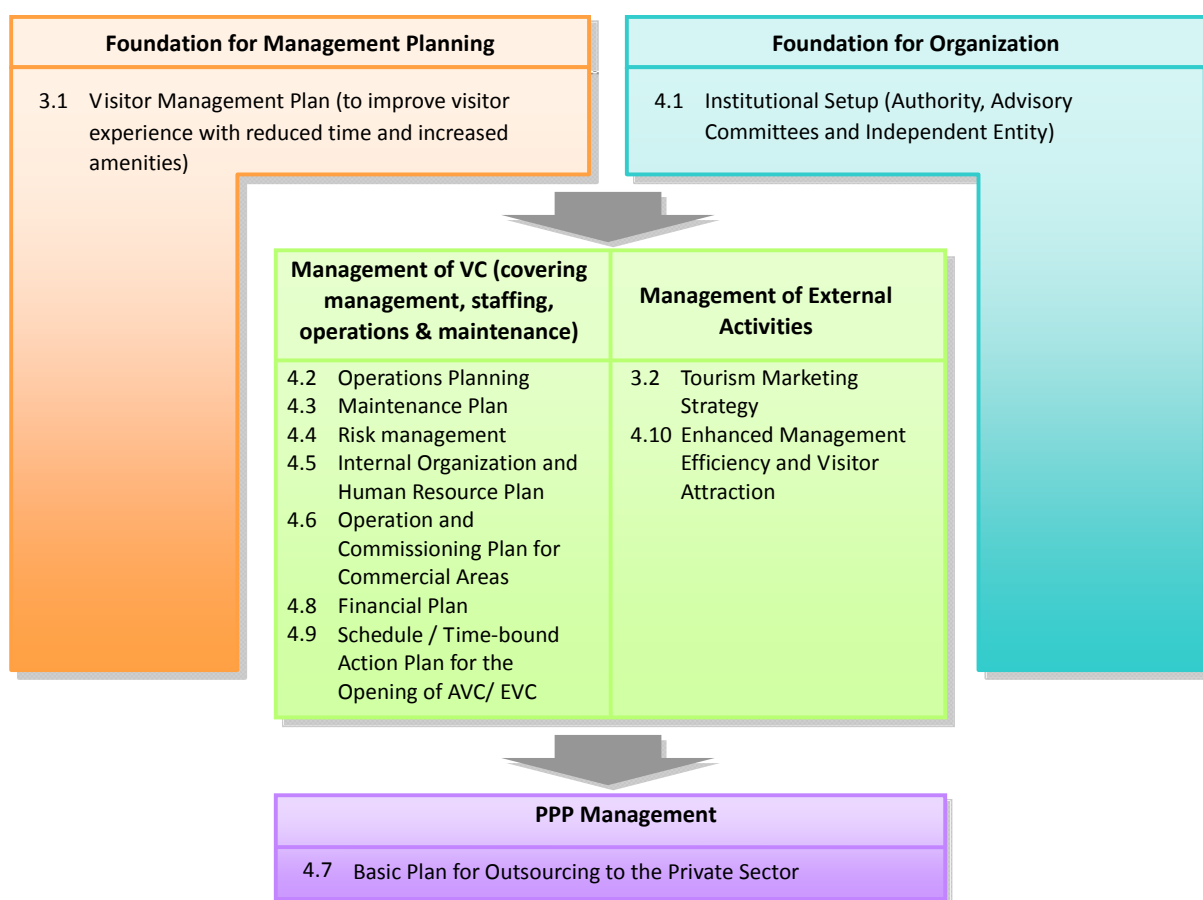 Foundation for Management Planning
3.1 Visitor Management Plan (to improve visitor
experience with reduced time and increased
amenities)
Foundation for Organization
4.1 Institutional Setup (Authority, Advisory
Committees and Independent Entity)
Management of VC (covering
management, staffing,
operations & maintenance)
4.2 Operations Planning
4.3 Maintenance Plan
4.4 Risk management
4.5 Internal Organization and
Human Resource Plan
4.6 Operation and
Commissioning Plan for
Commercial Areas
4.8 Financial Plan
4.9 Schedule / Time-bound
Action Plan for the
Opening of AVC/ EVC
Management of External
Activities
3.2 Tourism Marketing
Strategy
4.10 Enhanced Management
Efficiency and Visitor
Attraction
PPP Management
4.7 Basic Plan for Outsourcing to the Private Sector